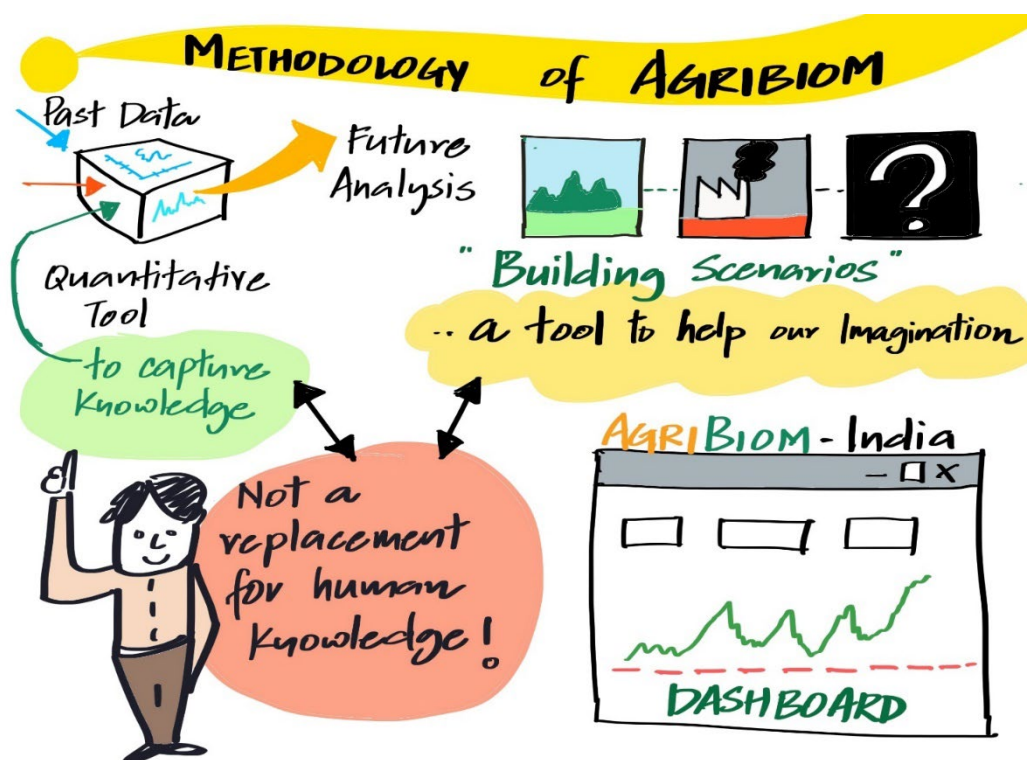 METHODOLOGY of AGRIBIOM
Past Data
Future
Analysis
?
"Building Scenarios"
.. a tool to help our Imagination
Quantitative
Tool
to capture
Knowledge
Not a
replacement
for human
Knowledge!
AGRIBIOM - India
DASHBOARD